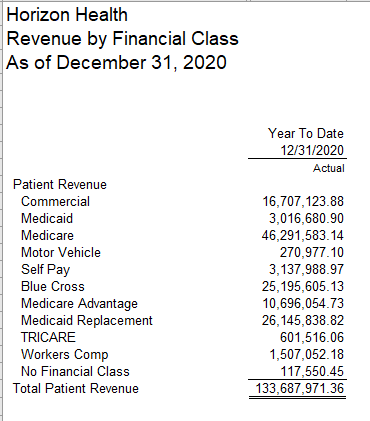 Horizon Health
Revenue by Financial Class
As of December 31, 2020
Year To Date
12/31/2020
Actual
Patient Revenue
Commercial 16,707,123.88
Medicaid 3,016,680.90
Medicare 46,291,583.14
Motor Vehicle 270,977.10
Self Pay 3,137,988.97
Blue Cross 25,195,605.13
Medicare Advantage 10,696,054.73
Medicaid Replacement 26,145,838.82
TRICARE 601,516.06
Workers Comp 1,507,052.18
No Financial Class 117,550.45
Total Patient Revenue 133,687,971.36